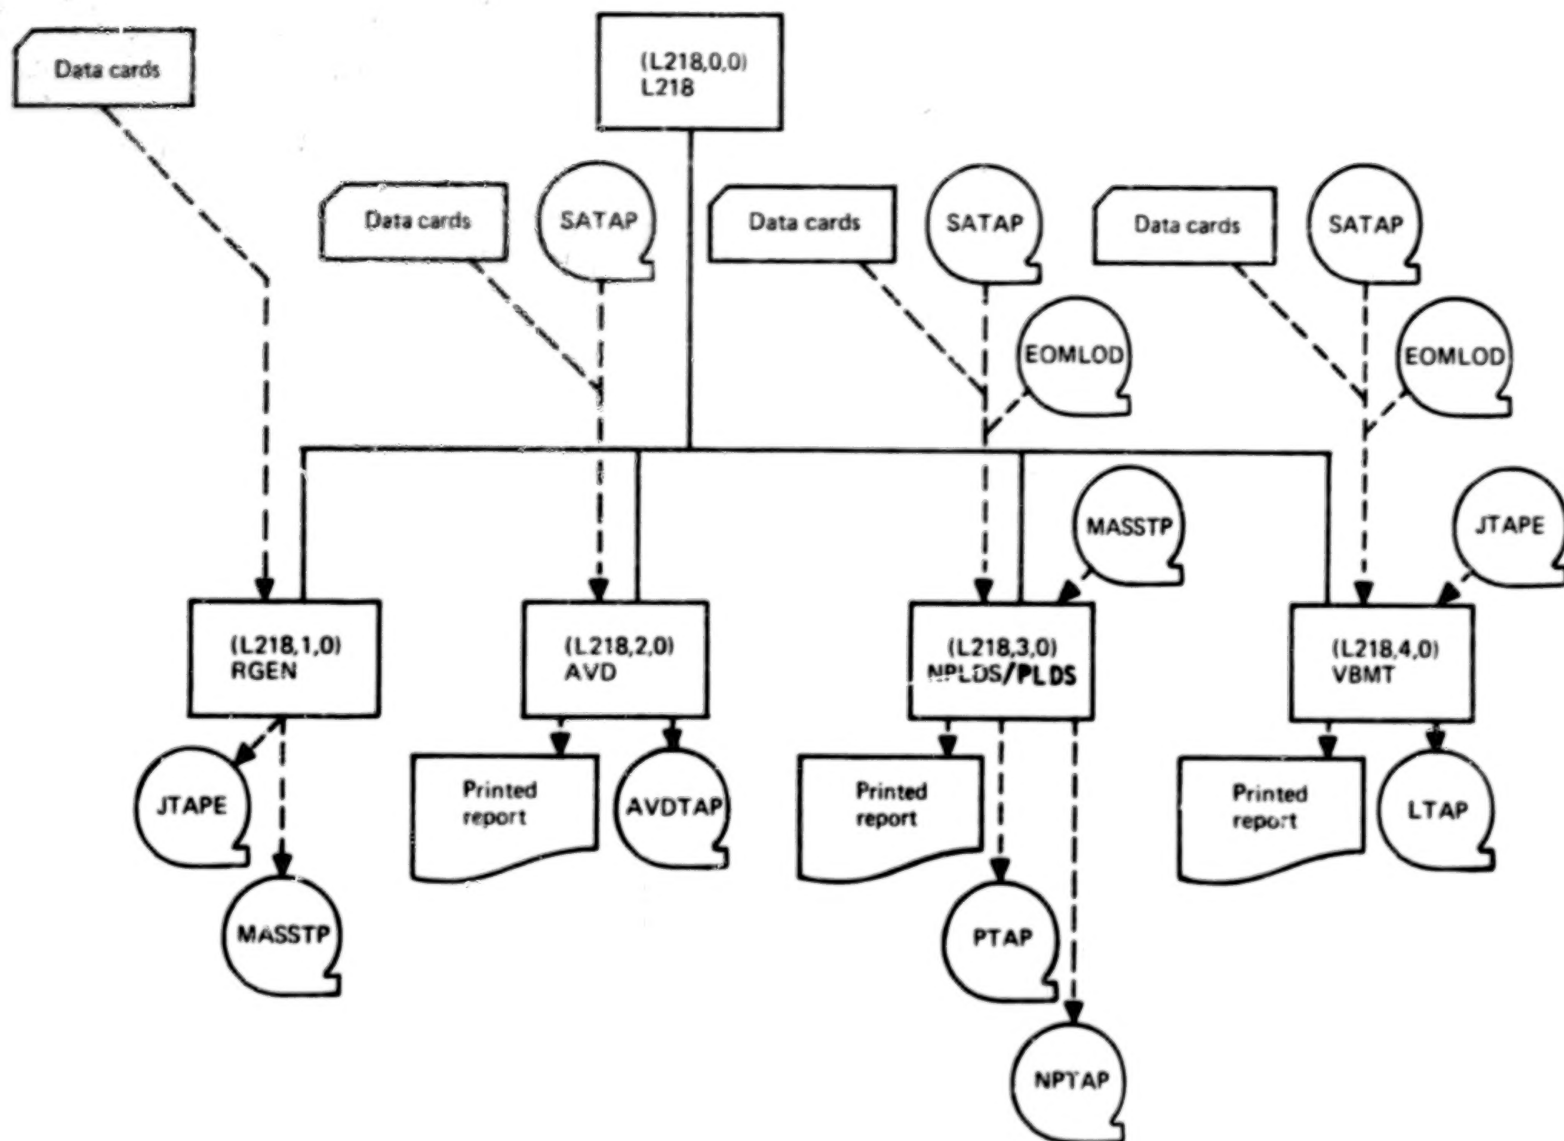 Data cards
(L218,0,0)
L218
Data cards
SATAP
Data cards
SATAP
Data cards
SATAP
EOMLOD
EOMLOD
MASSTP
JTAPE
(L218,1,0)
RGEN
(L218,2,0)
AVD
(L218,3,0)
NPLDS/PLDS
(L218,4,0)
VBMT
JTAPE
Printed
report
AVDTAP
Printed
report
Printed
report
LTAP
MASSTP
PTAP
NPTAP